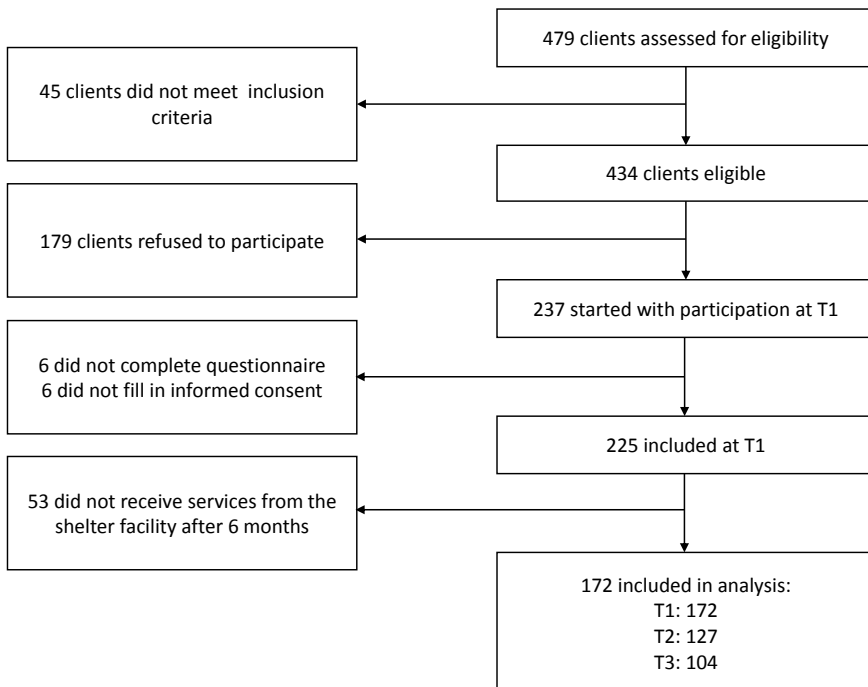 479 clients assessed for eligibility
45 clients did not meet inclusion
criteria
434 clients eligible
179 clients refused to participate
237 started with participation at T1
6 did not complete questionnaire
6 did not fill in informed consent
225 included at T1
53 did not receive services from the
shelter facility after 6 months
172 included in analysis:
T1: 172
T2: 127
T3: 104